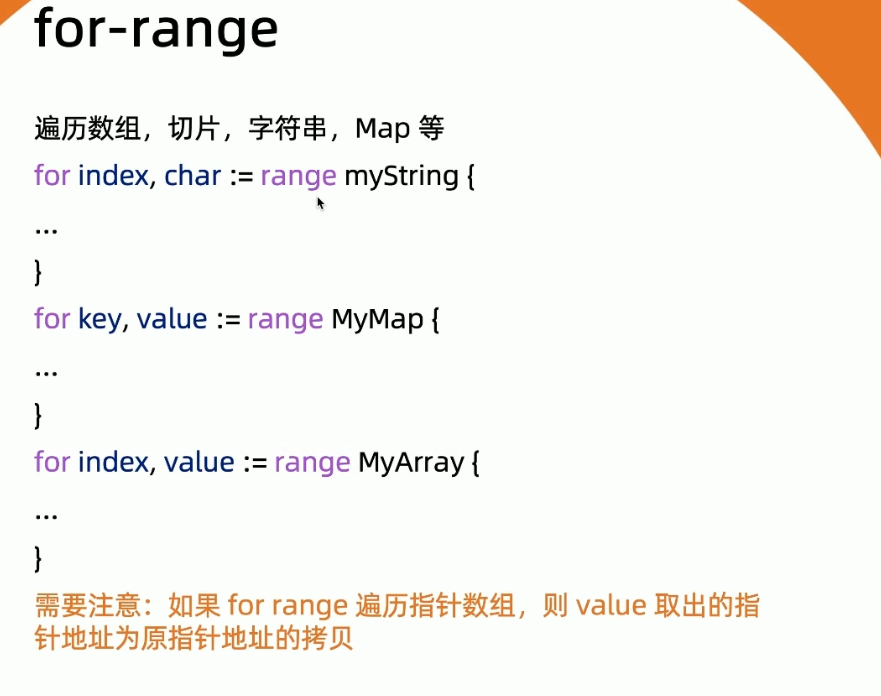 for-range
遍历数组，切片，字符串，Map 等
for index, char := range myString {
...
}
for key, value := range MyMap {
...
}
for index, value := range MyArray {
...
}
需要注意：如果 for range 遍历指针数组，则 value 取出的指
针地址为原指针地址的拷贝